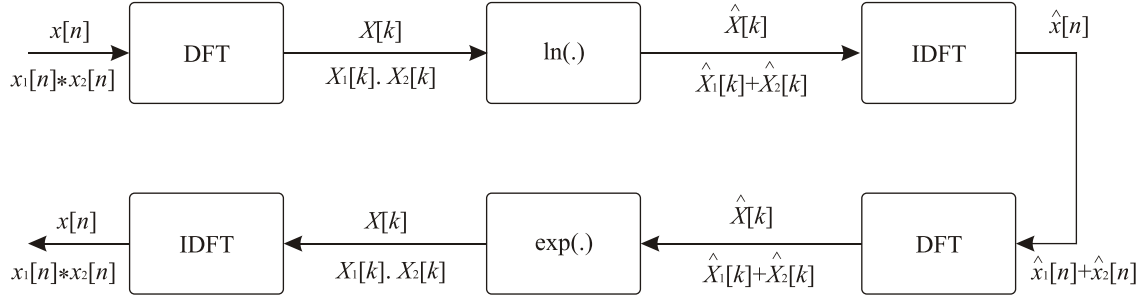 x[n]
x₁[n]*x₂[n]
DFT
X[k]
X₁[k]. X₂[k]
ln(.)
X̂[k]
X̂₁[k]+X̂₂[k]
IDFT
x̂[n]
x[n]
x₁[n]*x₂[n]
IDFT
X[k]
X₁[k]. X₂[k]
exp(.)
X̂[k]
X̂₁[k]+X̂₂[k]
DFT
x̂₁[n]+x̂₂[n]